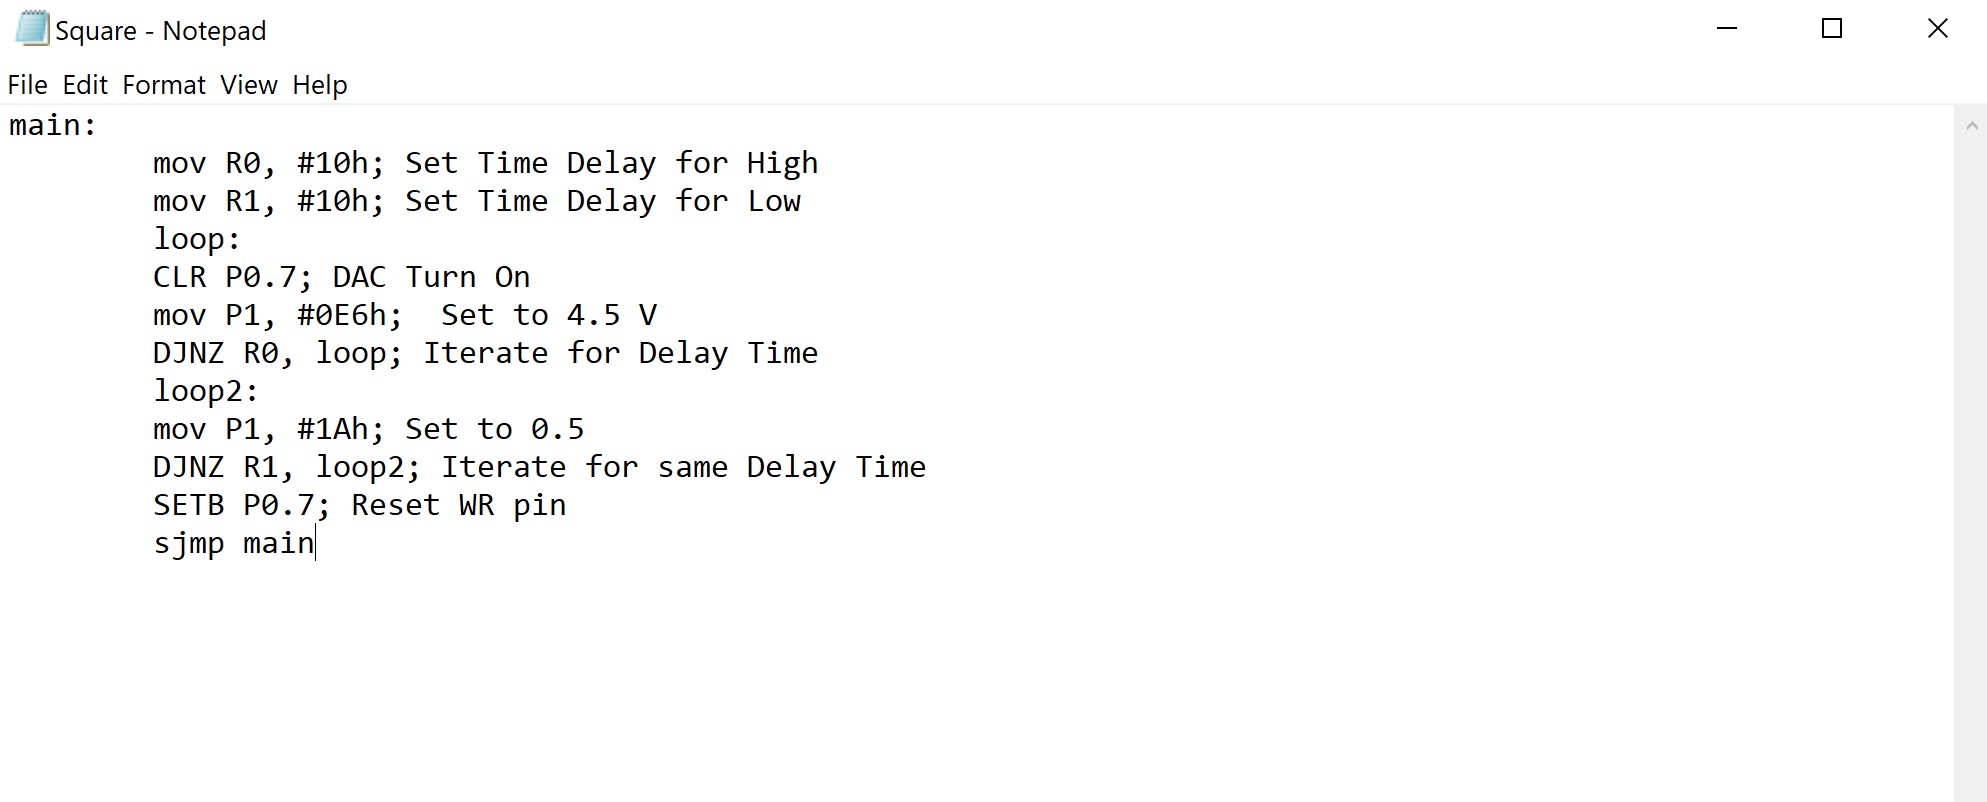 Square - Notepad
File Edit Format View Help
main:
mov R0, #10h; Set Time Delay for High
mov R1, #10h; Set Time Delay for Low
loop:
CLR P0.7; DAC Turn On
mov P1, #0E6h;  Set to 4.5 V
DJNZ R0, loop; Iterate for Delay Time
loop2:
mov P1, #1Ah; Set to 0.5
DJNZ R1, loop2; Iterate for same Delay Time
SETB P0.7; Reset WR pin
sjmp main